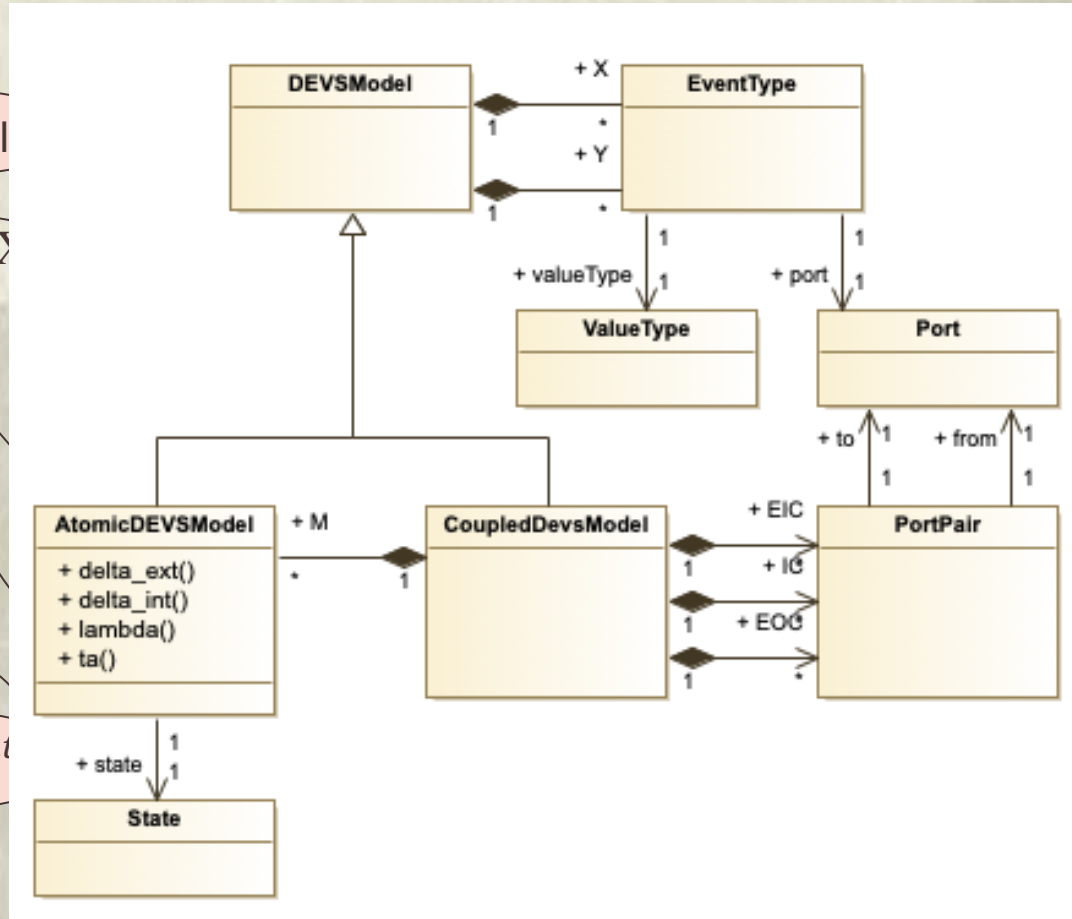 DEVSModel
+ X
EventType
1
*
+ Y
1
*
1
1
+ valueType
1
+ port
1
ValueType
Port
+ to
1
+ from
1
1
1
AtomicDEVSModel
+ M
CoupledDevsModel
+ EIC
PortPair
+ delta_ext()
+ delta_int()
+ lambda()
+ ta()
*
1
1
*
+ IC
1
*
+ EOC
1
*
+ state
1
1
State